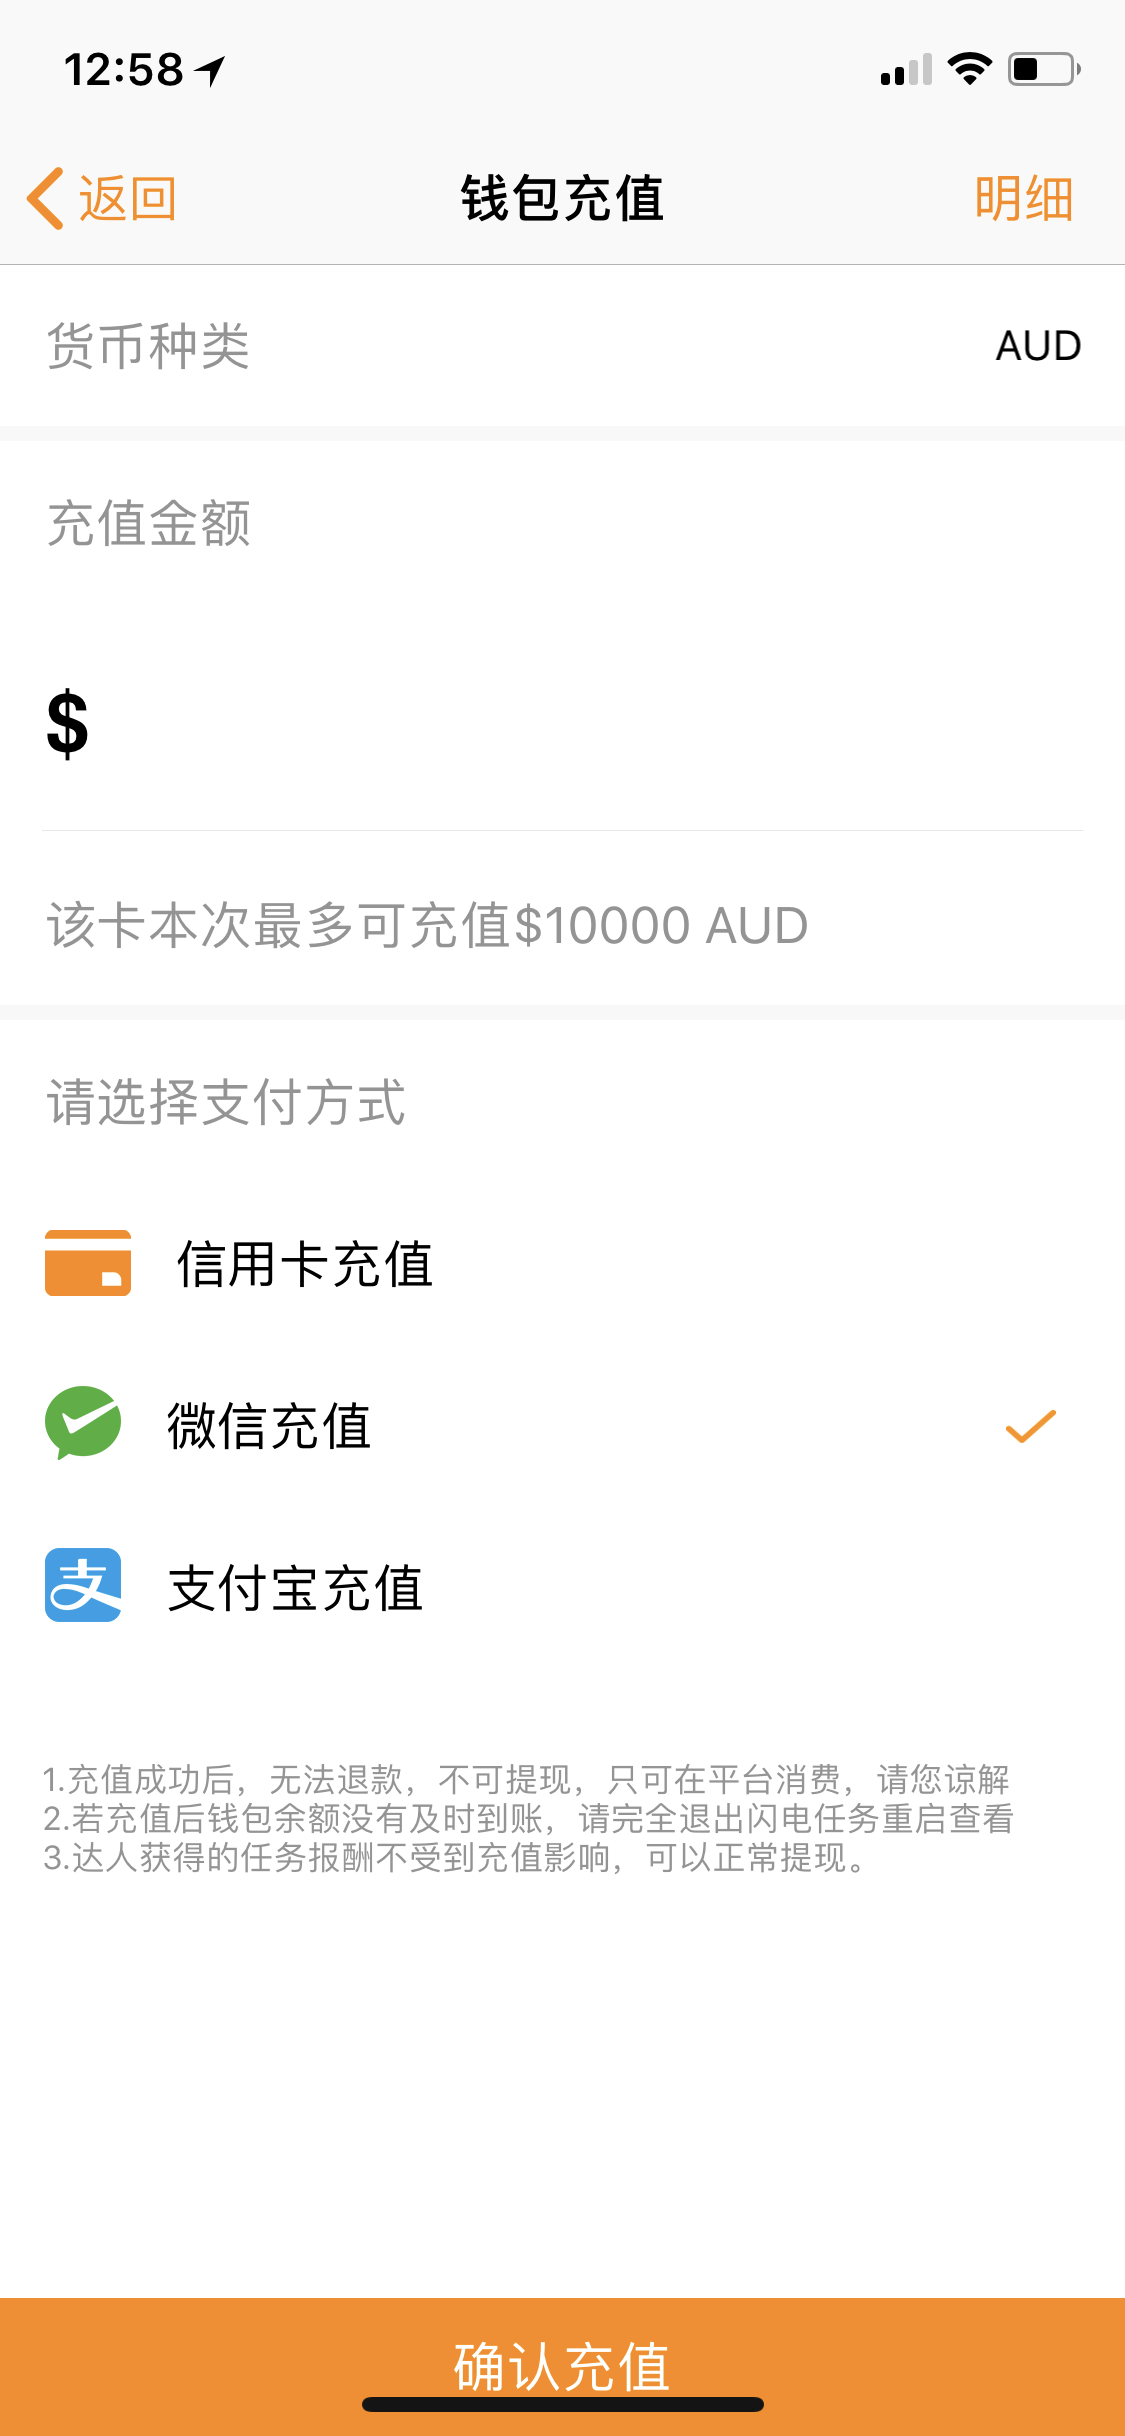 12:58
返回 钱包充值 明细
货币种类 AUD
充值金额
$
该卡本次最多可充值$10000 AUD
请选择支付方式
信用卡充值
微信充值
支 支付宝充值
1.充值成功后，无法退款，不可提现，只可在平台消费，请您谅解
2.若充值后钱包余额没有及时到账，请完全退出闪电任务重启查看
3.达人获得的任务报酬不受到充值影响，可以正常提现。
确认充值